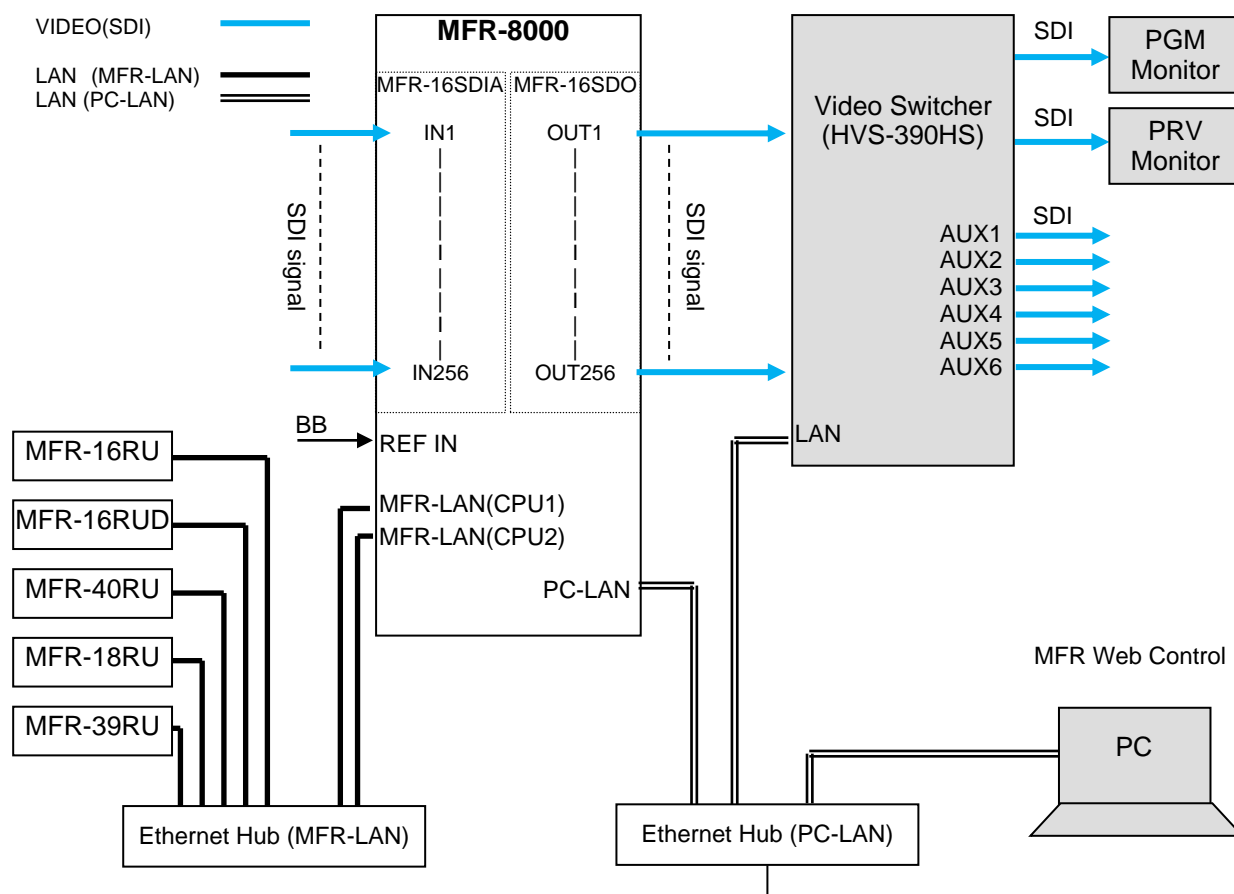 VIDEO(SDI)
LAN (MFR-LAN)
LAN (PC-LAN)
MFR-8000
MFR-16SDIA
MFR-16SDO
IN1
IN256
OUT1
OUT256
SDI signal
SDI signal
BB
REF IN
MFR-LAN(CPU1)
MFR-LAN(CPU2)
PC-LAN
Video Switcher
(HVS-390HS)
AUX1
AUX2
AUX3
AUX4
AUX5
AUX6
LAN
SDI
SDI
SDI
PGM
Monitor
PRV
Monitor
MFR-16RU
MFR-16RUD
MFR-40RU
MFR-18RU
MFR-39RU
Ethernet Hub (MFR-LAN)
Ethernet Hub (PC-LAN)
MFR Web Control
PC